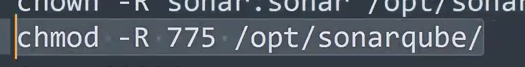 chown -R sonar.sonar /opt/sonar
chmod -R 775 /opt/sonarqube/